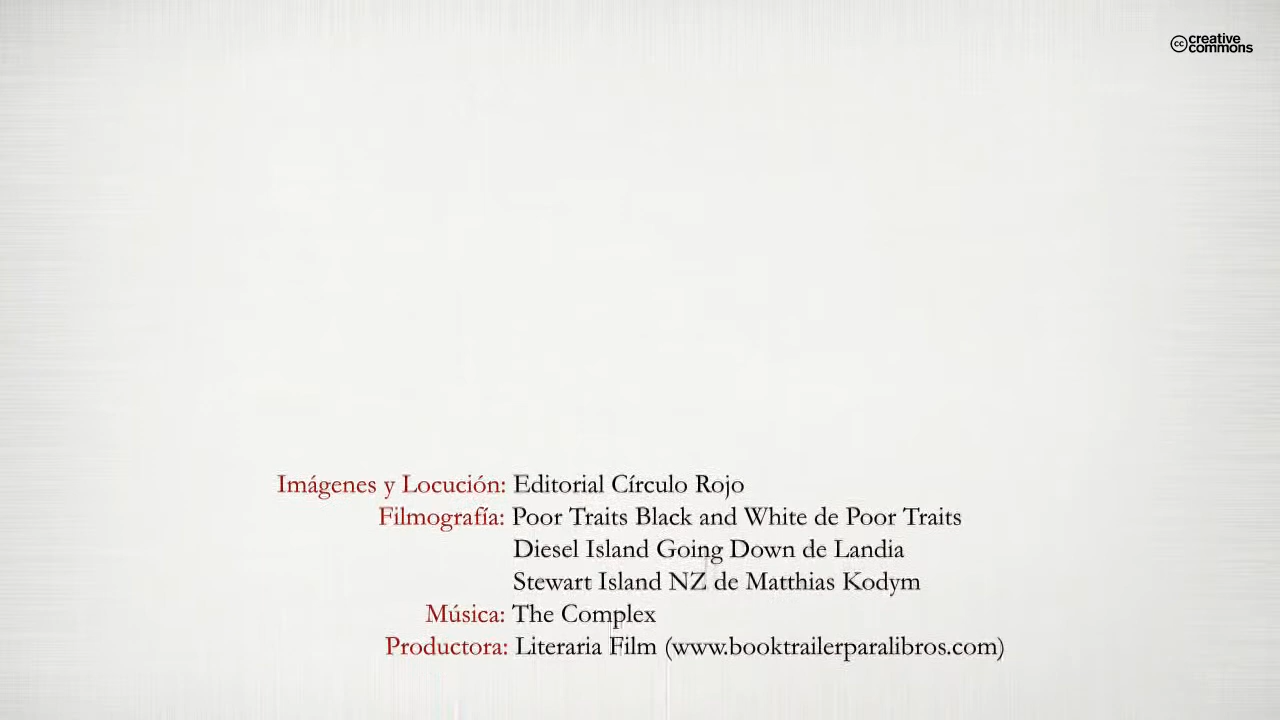 cc creative
commons
Imágenes y Locución: Editorial Círculo Rojo
Filmografía: Poor Traits Black and White de Poor Traits
Diesel Island Going Down de Landia
Stewart Island NZ de Matthias Kodym
Música: The Complex
Productora: Literaria Film (www.booktrailerparalibros.com)